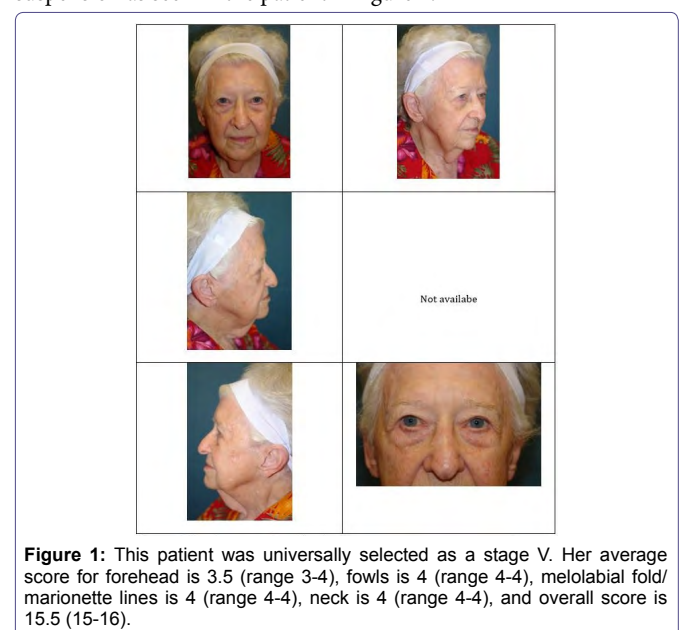 Not availabe
Figure 1: This patient was universally selected as a stage V. Her average
score for forehead is 3.5 (range 3-4), fowls is 4 (range 4-4), melolabial fold/
marionette lines is 4 (range 4-4), neck is 4 (range 4-4), and overall score is
15.5 (15-16).